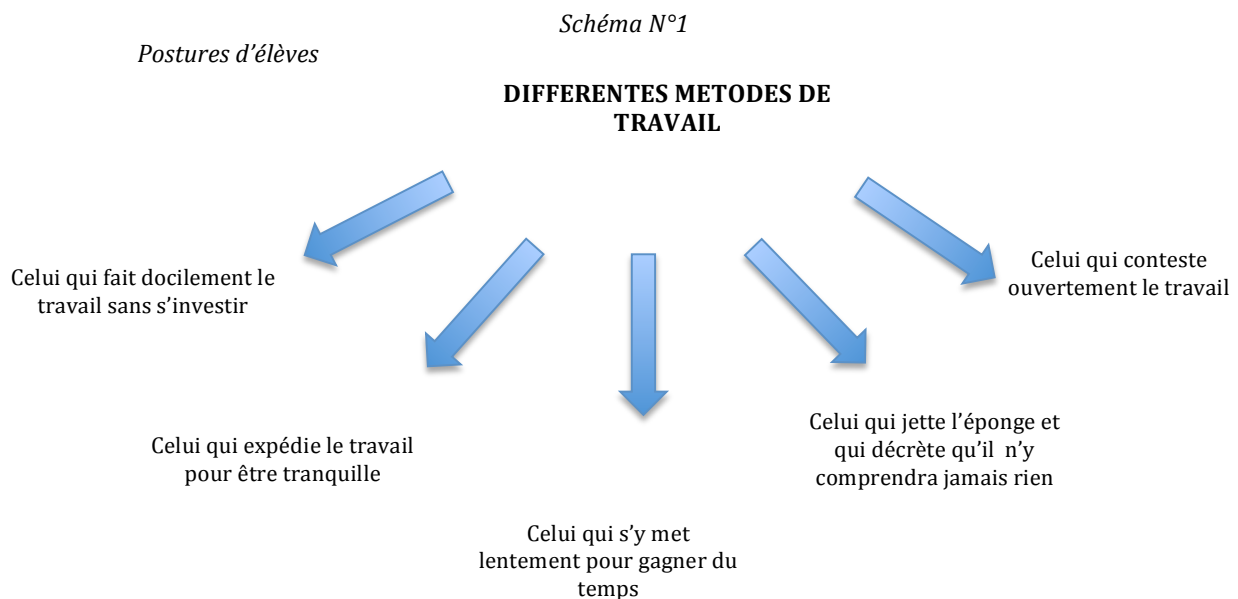 Schéma N°1
Postures d'élèves
DIFFERENTES METODES DE
TRAVAIL
Celui qui fait docilement le
travail sans s'investir
Celui qui expédie le travail
pour être tranquille
Celui qui s'y met
lentement pour gagner du
temps
Celui qui jette l'éponge et
qui décrète qu'il n'y
comprendra jamais rien
Celui qui conteste
ouvertement le travail